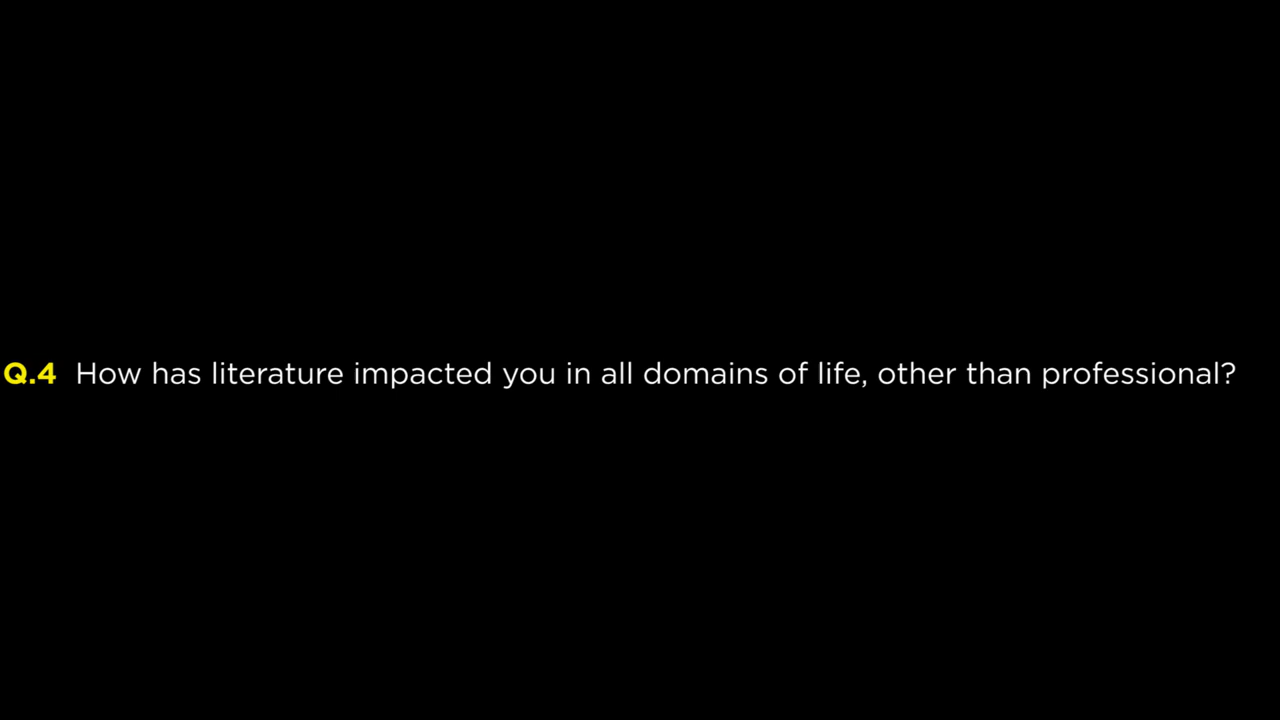 Q.4 How has literature impacted you in all domains of life, other than professional?